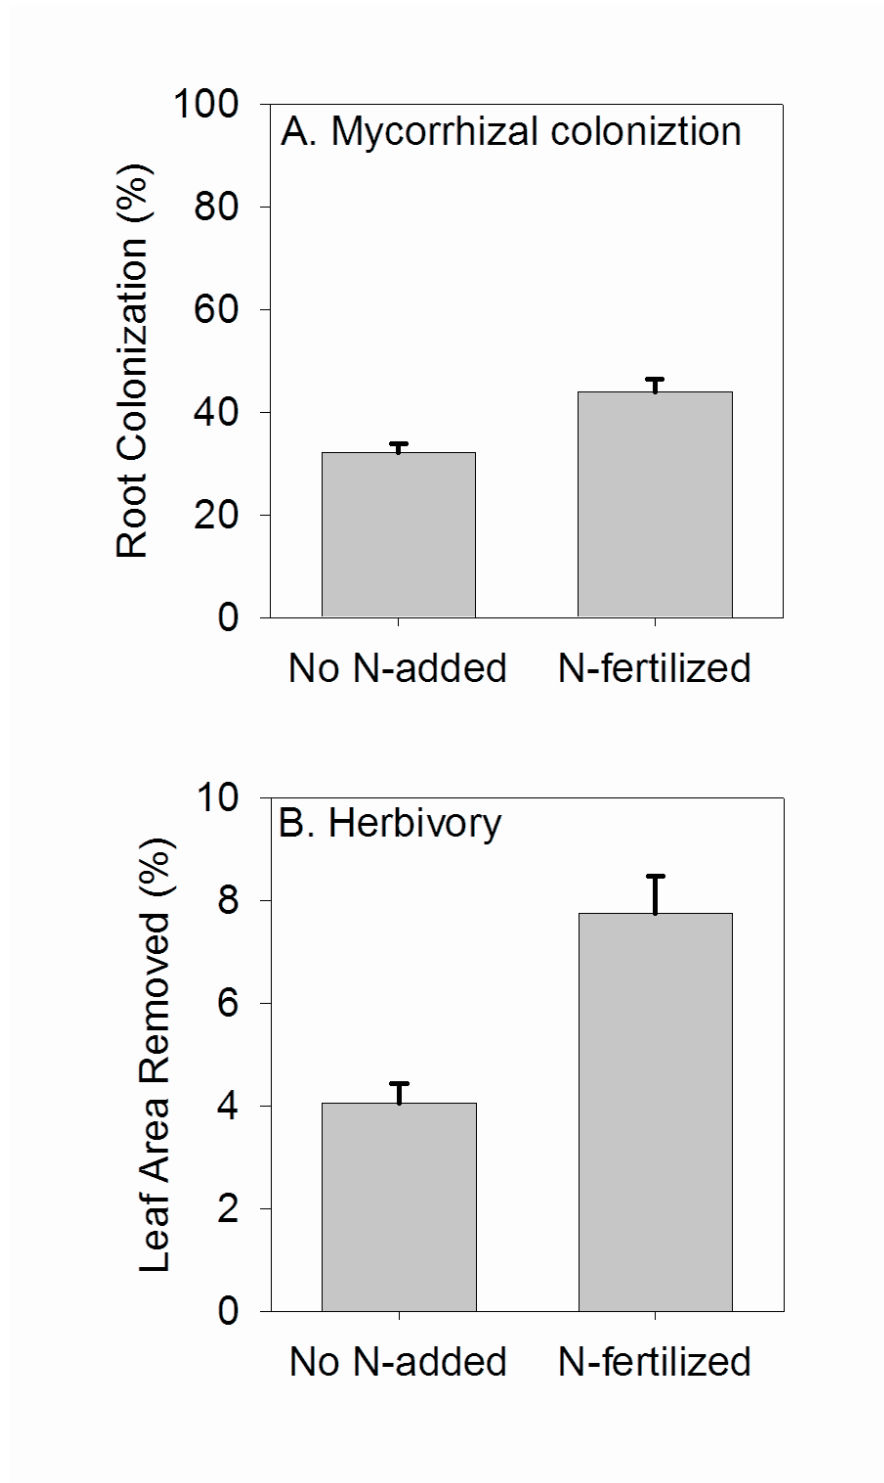 A. Mycorrhizal coloniztion
Root Colonization (%)
100
80
60
40
20
0
No N-added N-fertilized
B. Herbivory
Leaf Area Removed (%)
10
8
6
4
2
0
No N-added N-fertilized